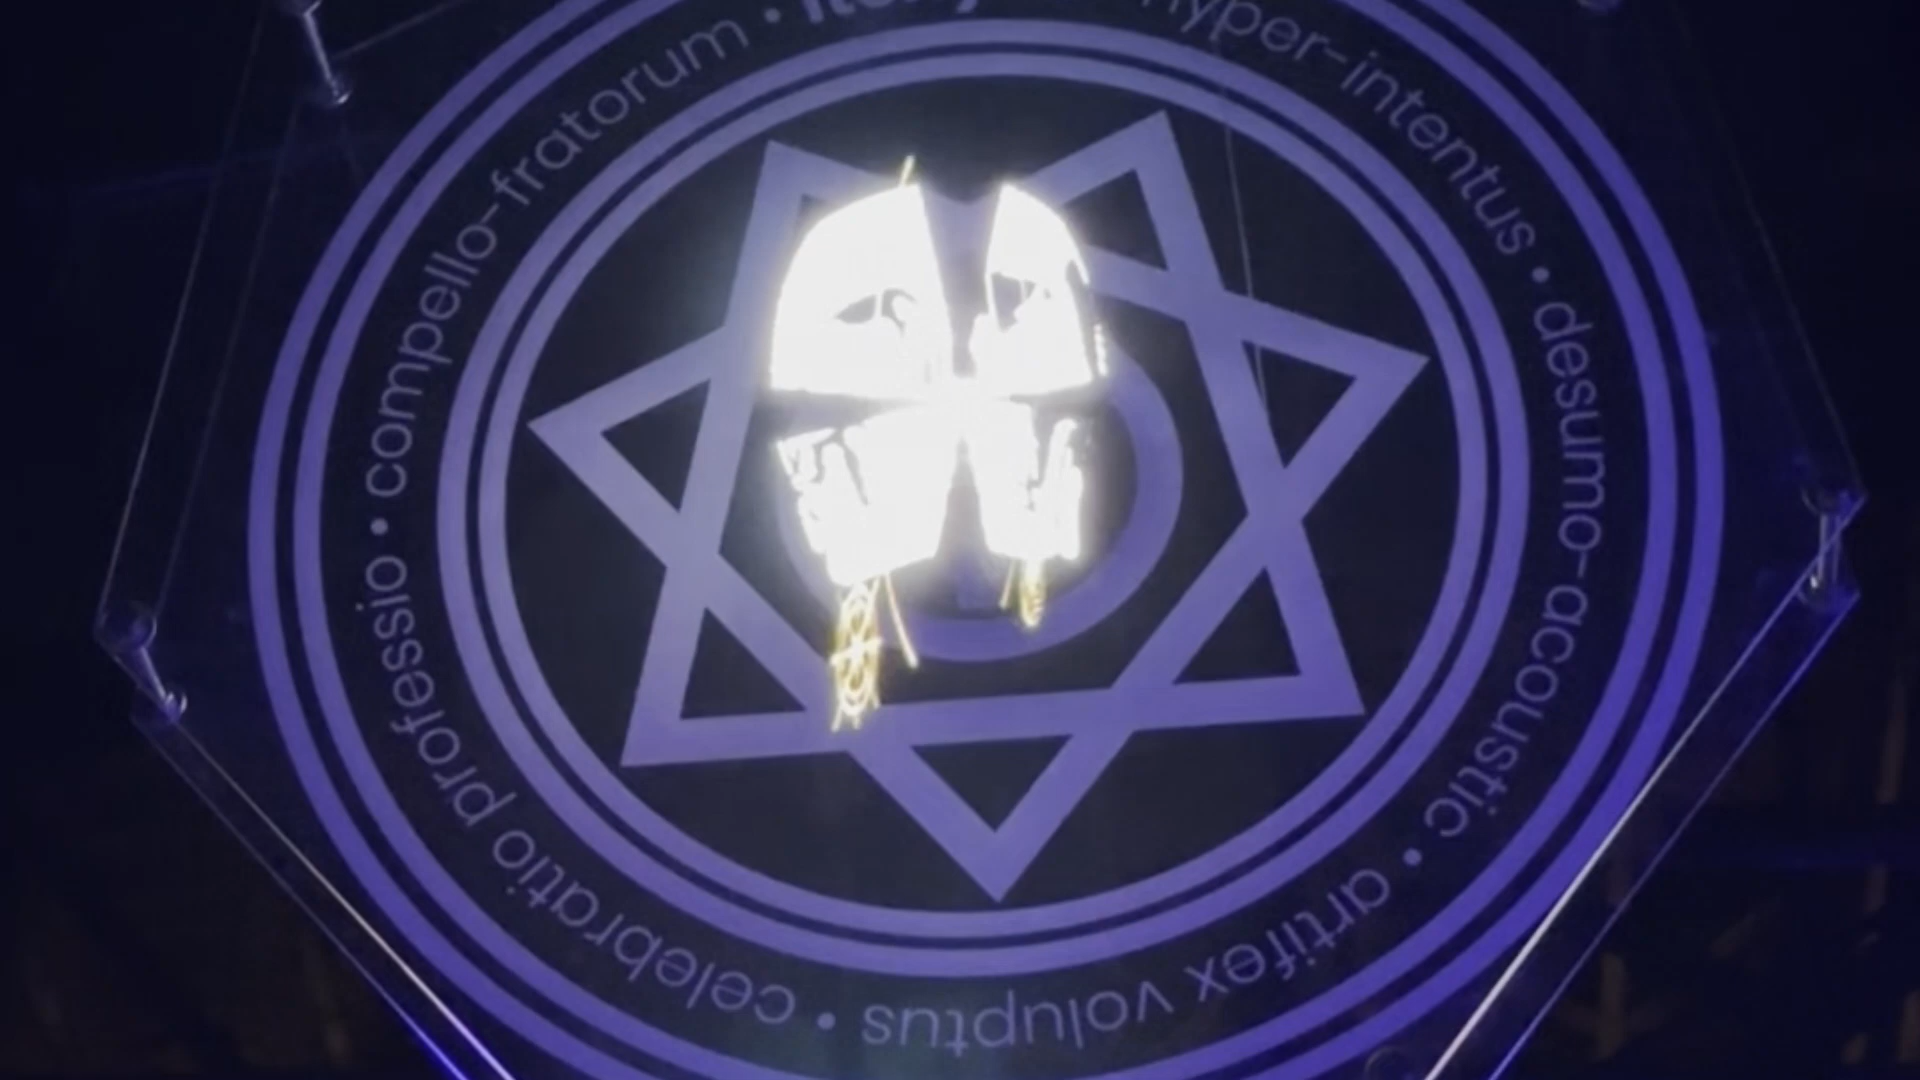 compello-fratorum •
hyper-intentus •
desumo-acoustic •
artifex voluptus •
celebratio professio •